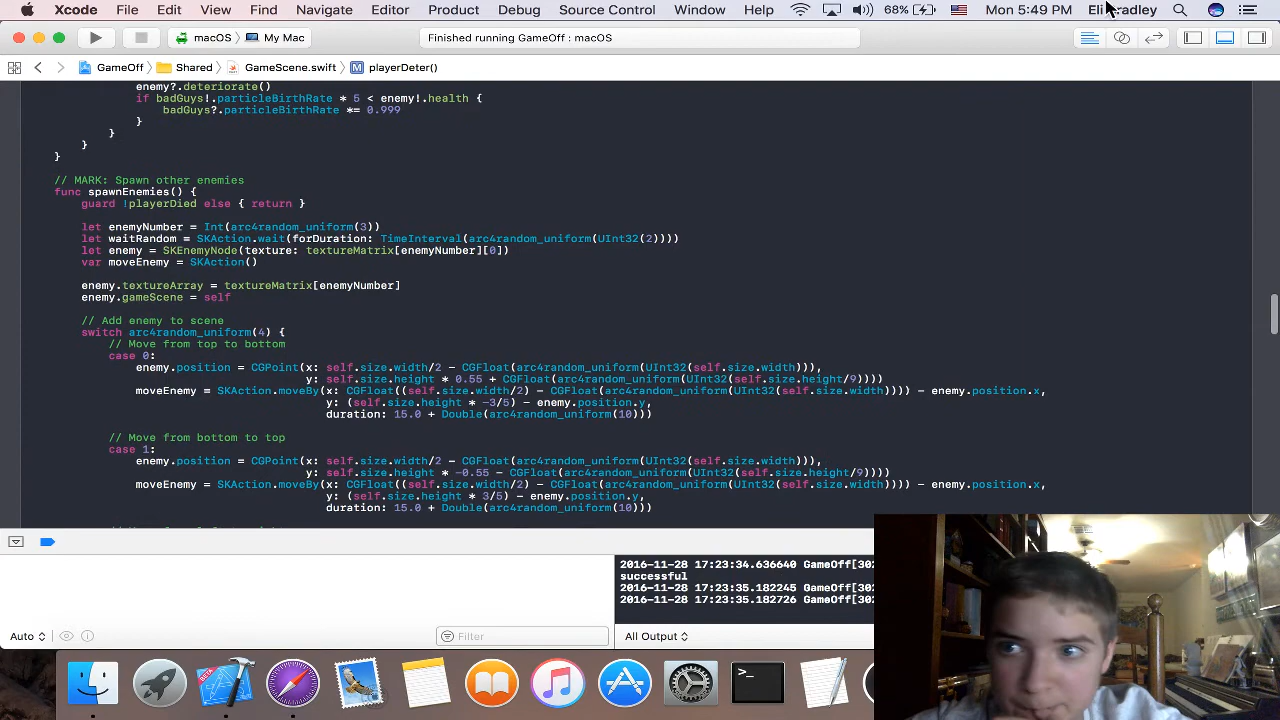 Xcode File Edit View Find Navigate Editor Product Debug Source Control Window Help 68% Mon 5:49 PM Eli Bradley
macOS My Mac Finished running GameOff : macOS
GameOff Shared GameScene.swift M playerDeter()
enemy?.deteriorate()
if badGuys!.particleBirthRate * 5 < enemy!.health {
badGuys?.particleBirthRate *= 0.999
}
}
}
}
// MARK: Spawn other enemies
func spawnEnemies() {
guard !playerDied else { return }
let enemyNumber = Int(arc4random_uniform(3))
let waitRandom = SKAction.wait(forDuration: TimeInterval(arc4random_uniform(UInt32(2))))
let enemy = SKEnemyNode(texture: textureMatrix[enemyNumber][0])
var moveEnemy = SKAction()
enemy.textureArray = textureMatrix[enemyNumber]
enemy.gameScene = self
// Add enemy to scene
switch arc4random_uniform(4) {
// Move from top to bottom
case 0:
enemy.position = CGPoint(x: self.size.width/2 - CGFloat(arc4random_uniform(UInt32(self.size.width))),
y: self.size.height * 0.55 + CGFloat(arc4random_uniform(UInt32(self.size.height/9))))
moveEnemy = SKAction.moveBy(x: CGFloat((self.size.width/2) - CGFloat(arc4random_uniform(UInt32(self.size.width)))) - enemy.position.x,
y: (self.size.height * -3/5) - enemy.position.y,
duration: 15.0 + Double(arc4random_uniform(10)))
// Move from bottom to top
case 1:
enemy.position = CGPoint(x: self.size.width/2 - CGFloat(arc4random_uniform(UInt32(self.size.width))),
y: self.size.height * -0.55 - CGFloat(arc4random_uniform(UInt32(self.size.height/9))))
moveEnemy = SKAction.moveBy(x: CGFloat((self.size.width/2) - CGFloat(arc4random_uniform(UInt32(self.size.width)))) - enemy.position.x,
y: (self.size.height * 3/5) - enemy.position.y,
duration: 15.0 + Double(arc4random_uniform(10)))
2016-11-28 17:23:34.636640 GameOff[302
successful
2016-11-28 17:23:35.182245 GameOff[302
2016-11-28 17:23:35.182726 GameOff[302
Auto Filter All Output
BETA